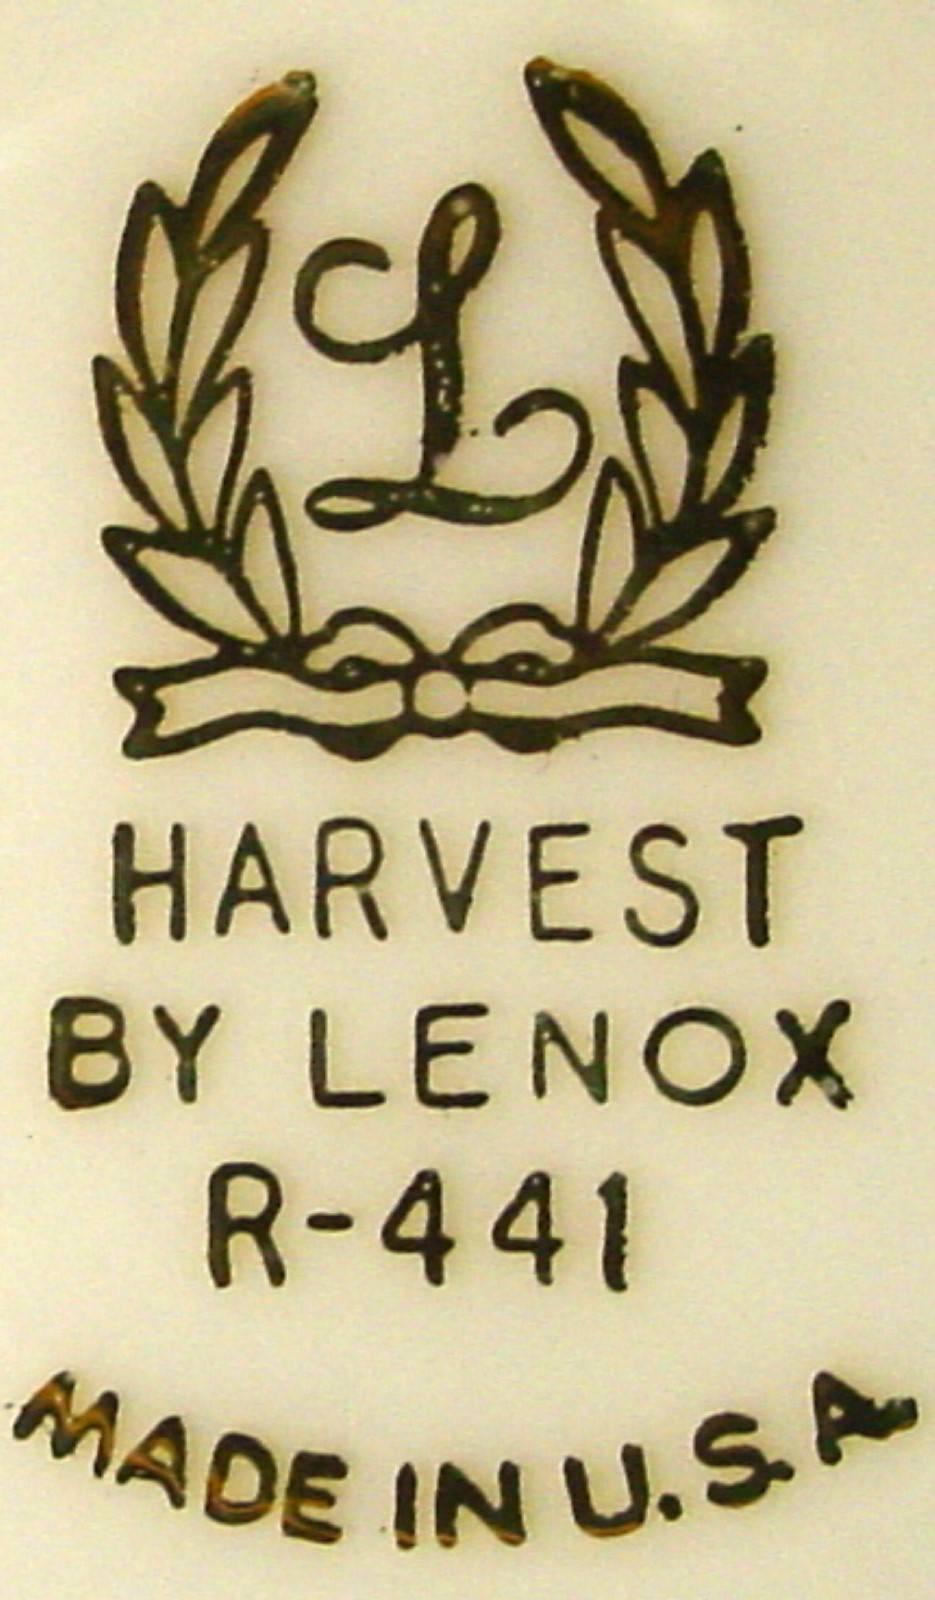 L
HARVEST
BY LENOX
R-441
MADE IN U.S.A